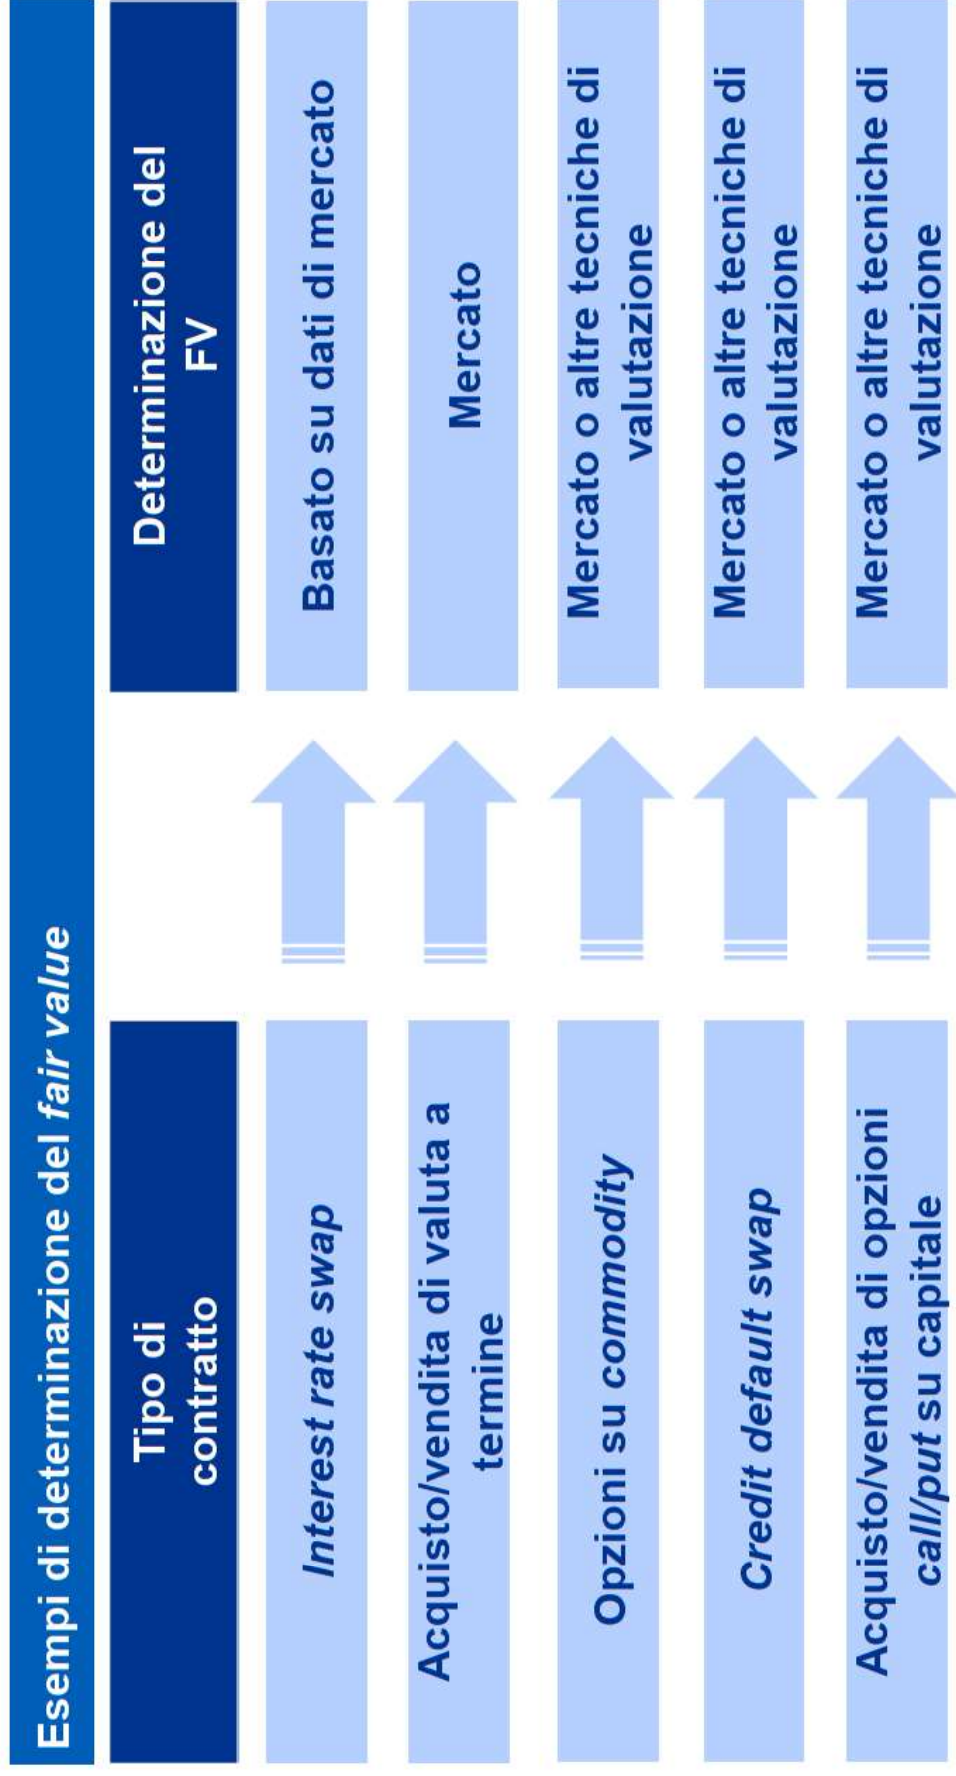 Esempi di determinazione del fair value
Tipo di
contratto
Determinazione del
FV
Interest rate swap
Basato su dati di mercato
Acquisto/vendita di valuta a
termine
Mercato
Opzioni su commodity
Mercato o altre tecniche di
valutazione
Credit default swap
Mercato o altre tecniche di
valutazione
Acquisto/vendita di opzioni
call/put su capitale
Mercato o altre tecniche di
valutazione